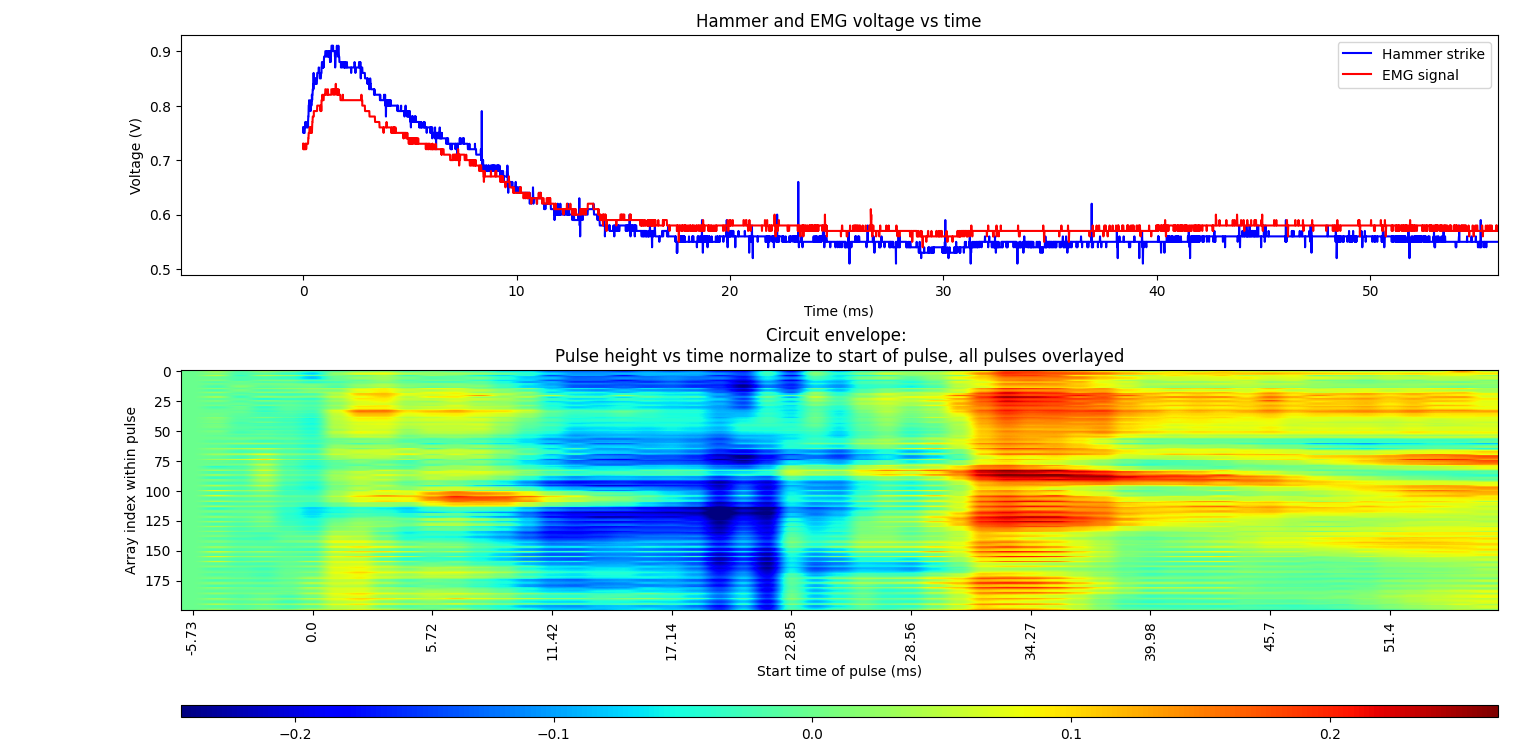 Hammer and EMG voltage vs time
0.9
0.8
0.7
0.6
0.5
Voltage (V)
Hammer strike
EMG signal
0 10 20 30 40 50
Time (ms)
Circuit envelope:
Pulse height vs time normalize to start of pulse, all pulses overlayed
0
25
50
75
100
125
150
175
Array index within pulse
-5.73 0.0 5.72 11.42 17.14 22.85 28.56 34.27 39.98 45.7 51.4
Start time of pulse (ms)
−0.2 −0.1 0.0 0.1 0.2